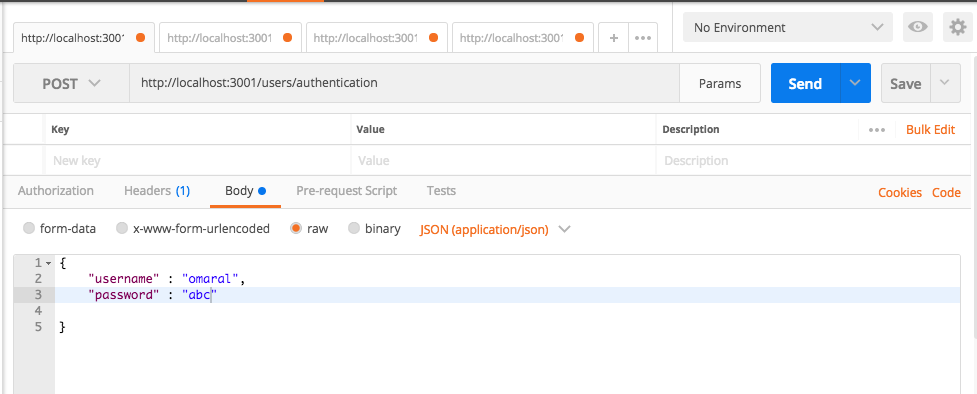 http://localhost:3001 http://localhost:3001 http://localhost:3001 http://localhost:3001 + ••• No Environment
POST http://localhost:3001/users/authentication Params Send Save
Key Value Description ••• Bulk Edit
New key Value Description
Authorization Headers (1) Body Pre-request Script Tests Cookies Code
form-data x-www-form-urlencoded raw binary JSON (application/json)
1 {
2 "username" : "omaral",
3 "password" : "abc"
4
5 }